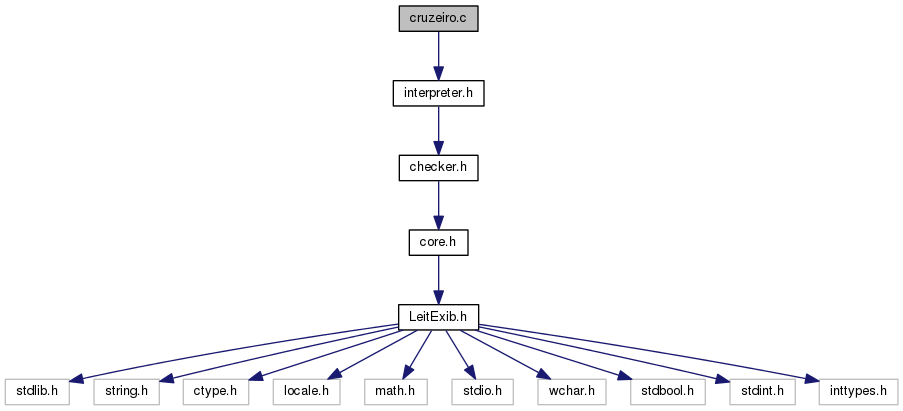 cruzeiro.c
interpreter.h
checker.h
core.h
LeitExib.h
stdlib.h
string.h
ctype.h
locale.h
math.h
stdio.h
wchar.h
stdbool.h
stdint.h
inttypes.h